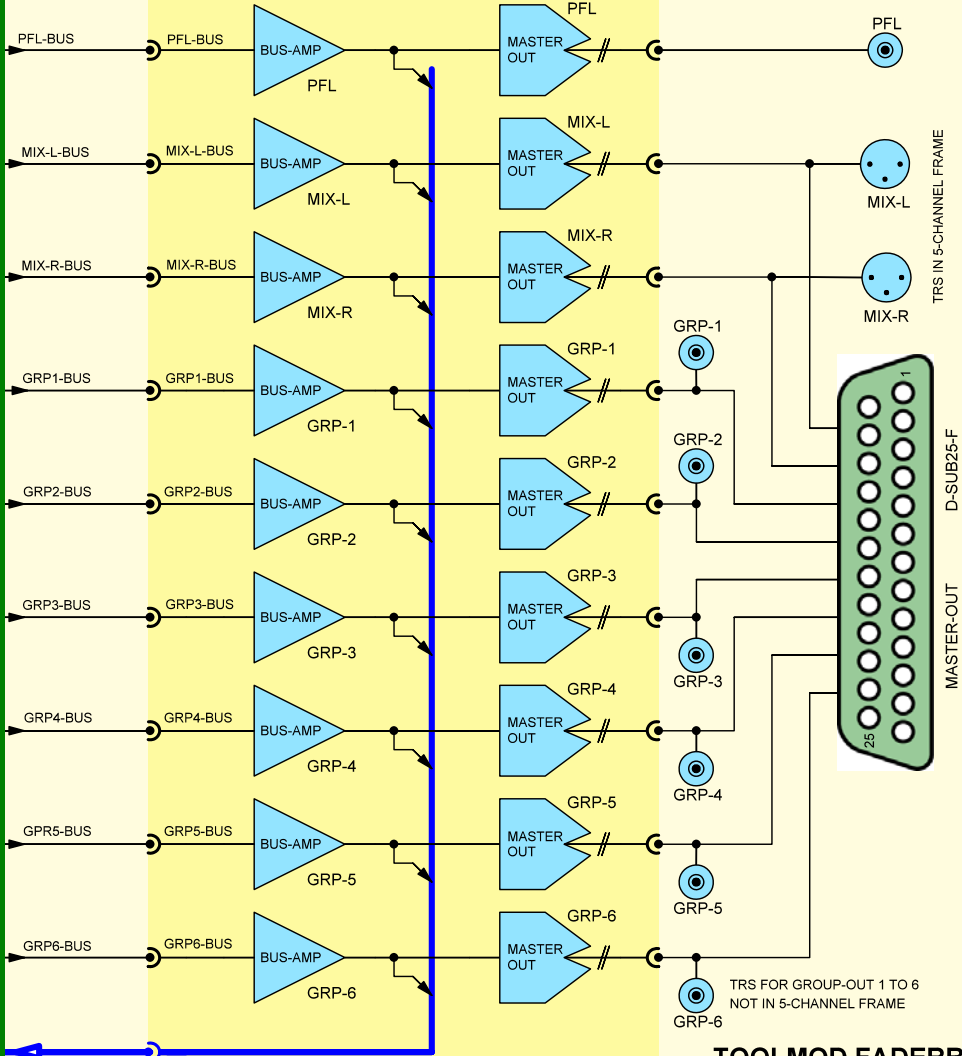 PFL-BUS
PFL-BUS
BUS-AMP
PFL
MASTER
OUT
PFL
PFL
MIX-L-BUS
MIX-L-BUS
BUS-AMP
MIX-L
MASTER
OUT
MIX-L
MIX-L
MIX-R-BUS
MIX-R-BUS
BUS-AMP
MIX-R
MASTER
OUT
MIX-R
MIX-R
TRS IN 5-CHANNEL FRAME
GRP1-BUS
GRP1-BUS
BUS-AMP
GRP-1
MASTER
OUT
GRP-1
GRP-1
GRP2-BUS
GRP2-BUS
BUS-AMP
GRP-2
MASTER
OUT
GRP-2
GRP-2
GRP3-BUS
GRP3-BUS
BUS-AMP
GRP-3
MASTER
OUT
GRP-3
GRP-3
GRP4-BUS
GRP4-BUS
BUS-AMP
GRP-4
MASTER
OUT
GRP-4
GRP-4
GPR5-BUS
GRP5-BUS
BUS-AMP
GRP-5
MASTER
OUT
GRP-5
GRP-5
GRP6-BUS
GRP6-BUS
BUS-AMP
GRP-6
MASTER
OUT
GRP-6
GRP-6
1
25
MASTER-OUT D-SUB25-F
TRS FOR GROUP-OUT 1 TO 6
NOT IN 5-CHANNEL FRAME